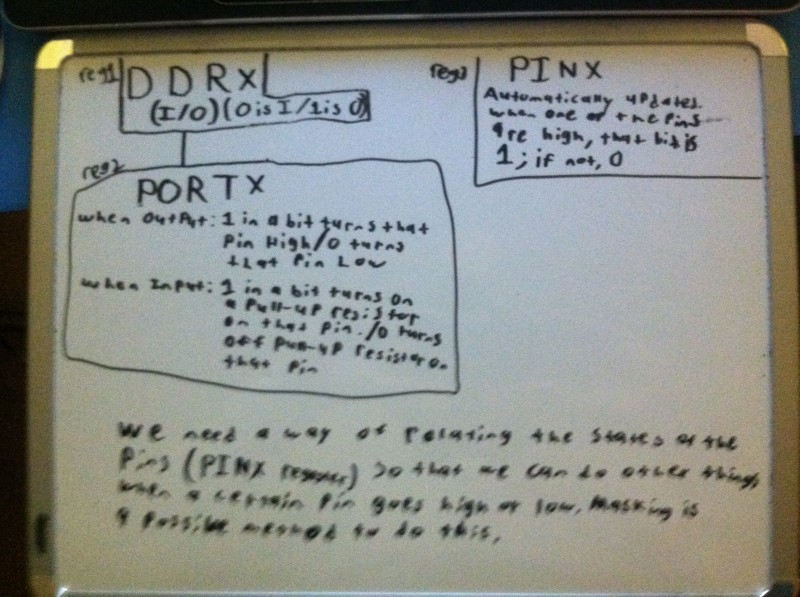 reg1 DDRX
(I/O) (0 is I/1 is O)
reg2
PORTX
when Output: 1 in a bit turns that
Pin High/0 turns
that Pin Low
when Input: 1 in a bit turns on
a Pull-up resistor
on that Pin./0 turns
off Pull-up resistor on
that Pin
reg3 PINX
Automatically updates.
when one of the Pins
are high, that bit is
1; if not, 0
We need a way of relating the States of the
Pins (PINX register) so that we can do other things
when a certain pin goes high or low. Masking is
a possible method to do this.